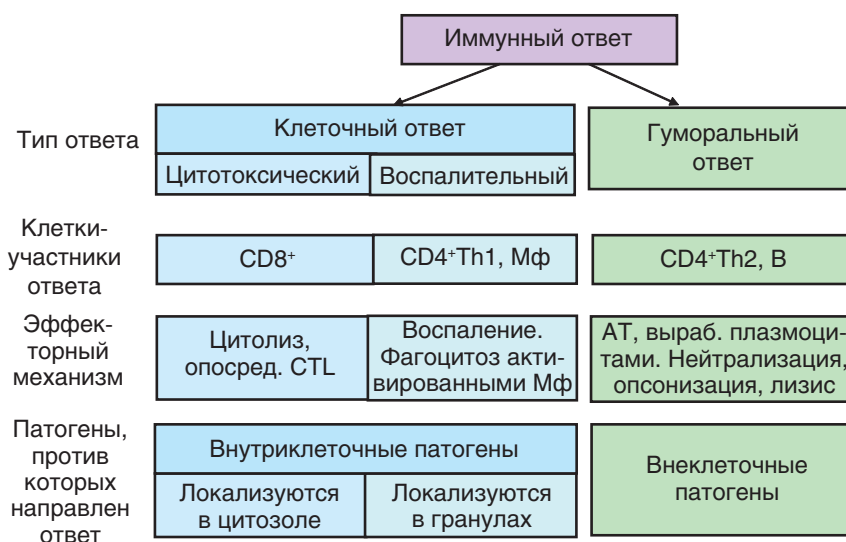 Иммунный ответ
Тип ответа
Клеточный ответ
Гуморальный
ответ
Цитотоксический
Воспалительный
Клетки-
участники
ответа
CD8⁺
CD4⁺Th1, Мф
CD4⁺Th2, В
Эффек-
торный
механизм
Цитолиз,
опосред. CTL
Воспаление.
Фагоцитоз акти-
вированными Мф
АТ, выраб. плазмоци-
тами. Нейтрализация,
опсонизация, лизис
Патогены,
против
которых
направлен
ответ
Внутриклеточные патогены
Локализуются
в цитозоле
Локализуются
в гранулах
Внеклеточные
патогены